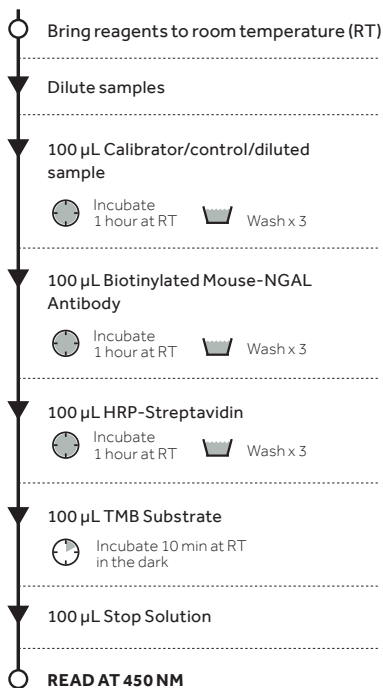 Bring reagents to room temperature (RT)
Dilute samples
100 µL Calibrator/control/diluted
sample
Incubate
1 hour at RT
Wash x 3
100 µL Biotinylated Mouse-NGAL
Antibody
Incubate
1 hour at RT
Wash x 3
100 µL HRP-Streptavidin
Incubate
1 hour at RT
Wash x 3
100 µL TMB Substrate
Incubate 10 min at RT
in the dark
100 µL Stop Solution
READ AT 450 NM